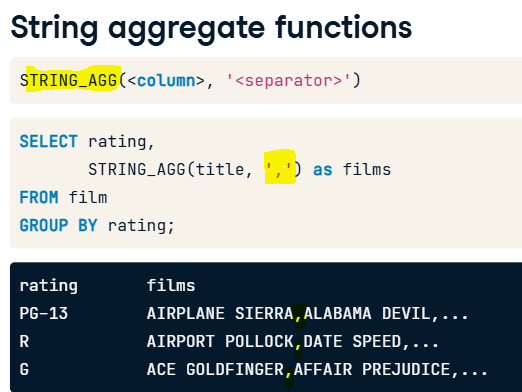 String aggregate functions
STRING_AGG(<column>, '<separator>')
SELECT rating,
STRING_AGG(title, ',') as films
FROM film
GROUP BY rating;
rating films
PG-13 AIRPLANE SIERRA,ALABAMA DEVIL,...
R AIRPORT POLLOCK,DATE SPEED,...
G ACE GOLDFINGER,AFFAIR PREJUDICE,...